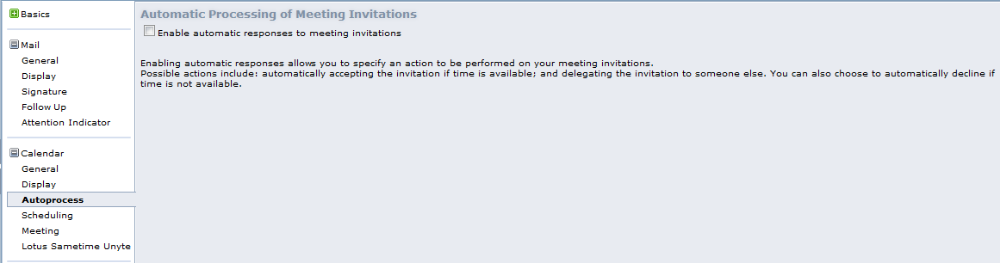 Basics
Mail
General
Display
Signature
Follow Up
Attention Indicator
Calendar
General
Display
Autoprocess
Scheduling
Meeting
Lotus Sametime Unyte
Automatic Processing of Meeting Invitations
Enable automatic responses to meeting invitations
Enabling automatic responses allows you to specify an action to be performed on your meeting invitations.
Possible actions include: automatically accepting the invitation if time is available; and delegating the invitation to someone else. You can also choose to automatically decline if
time is not available.